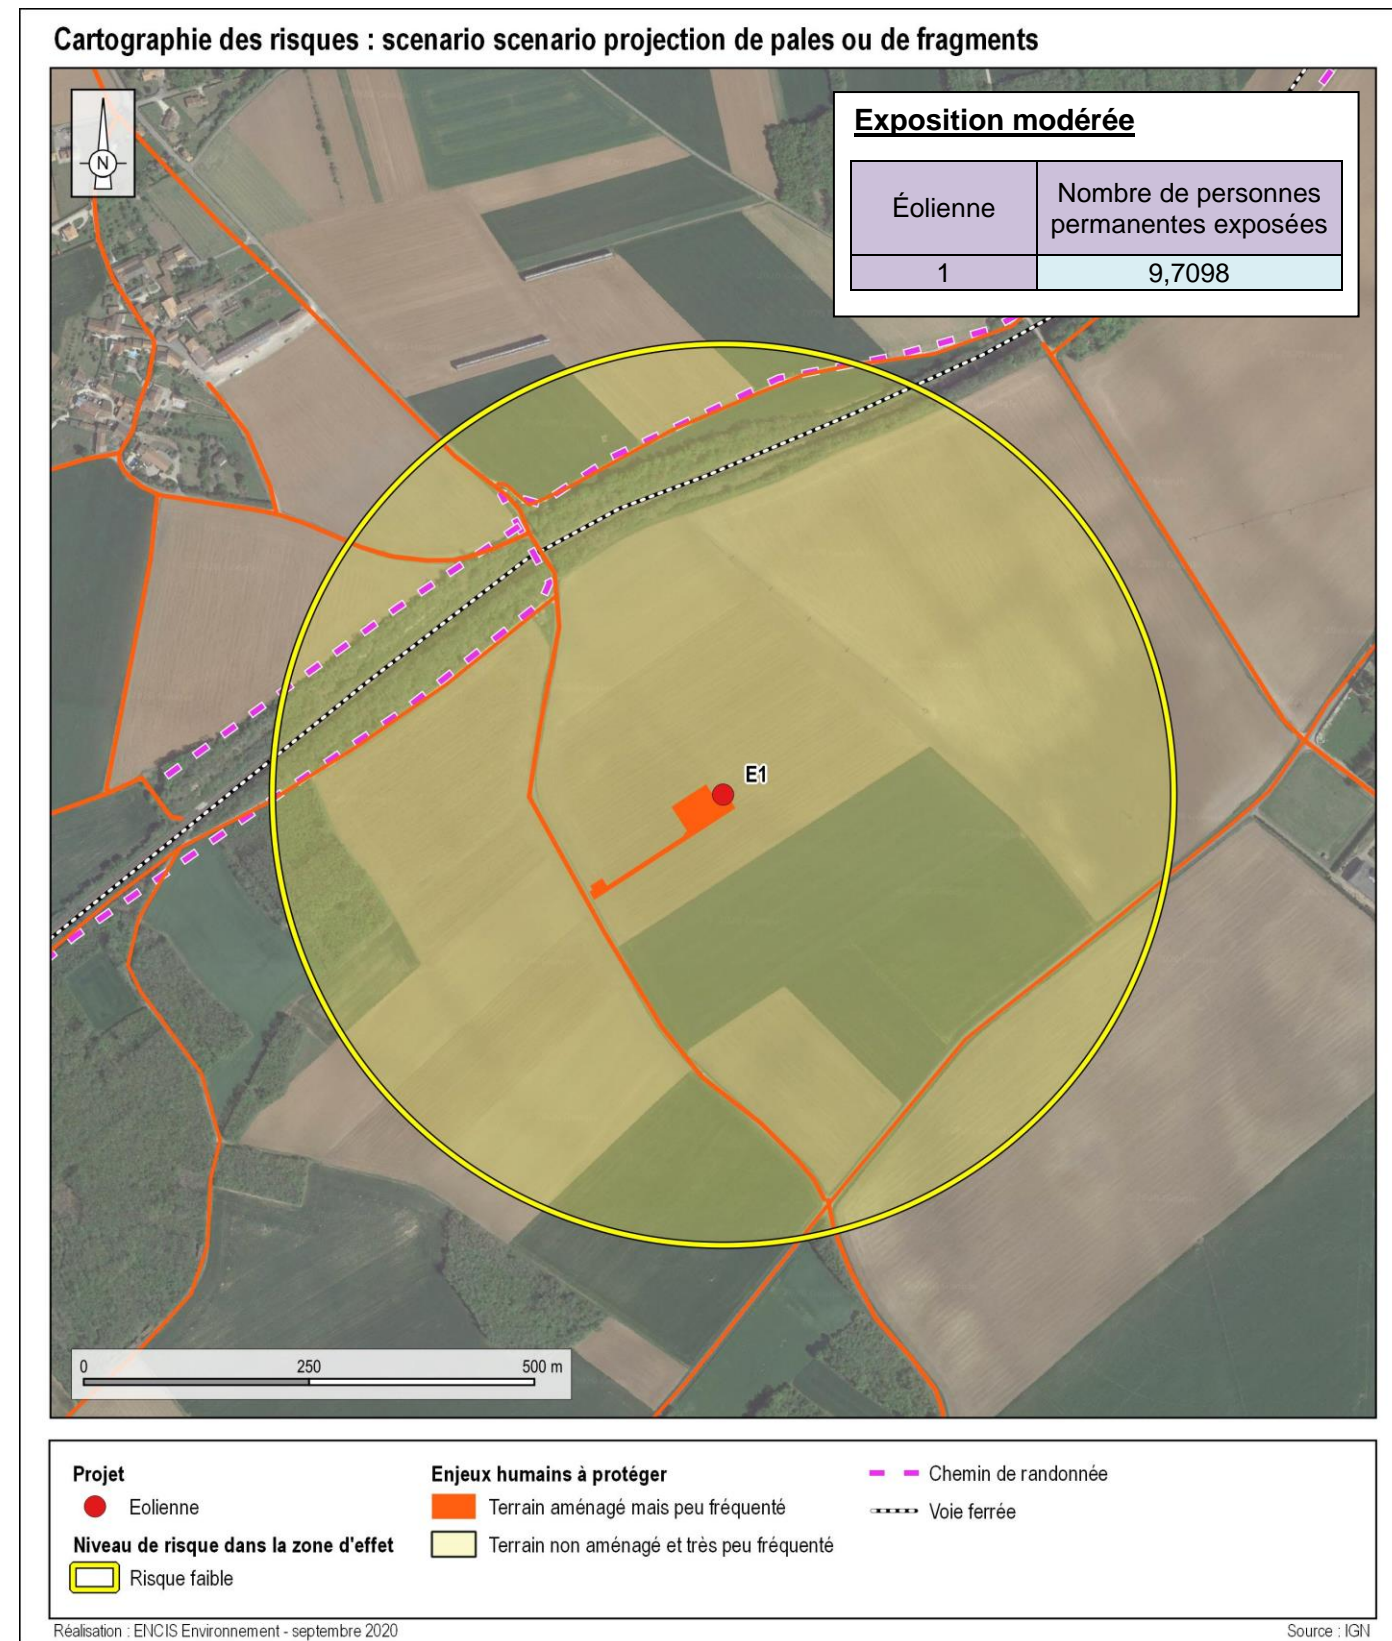 Cartographie des risques : scenario scenario projection de pales ou de fragments
N
Exposition modérée
Éolienne
Nombre de personnes
permanentes exposées
1
9,7098
E1
0 250 500 m
Projet
Eolienne
Niveau de risque dans la zone d'effet
Risque faible
Enjeux humains à protéger
Terrain aménagé mais peu fréquenté
Terrain non aménagé et très peu fréquenté
Chemin de randonnée
Voie ferrée
Réalisation : ENCIS Environnement - septembre 2020
Source : IGN